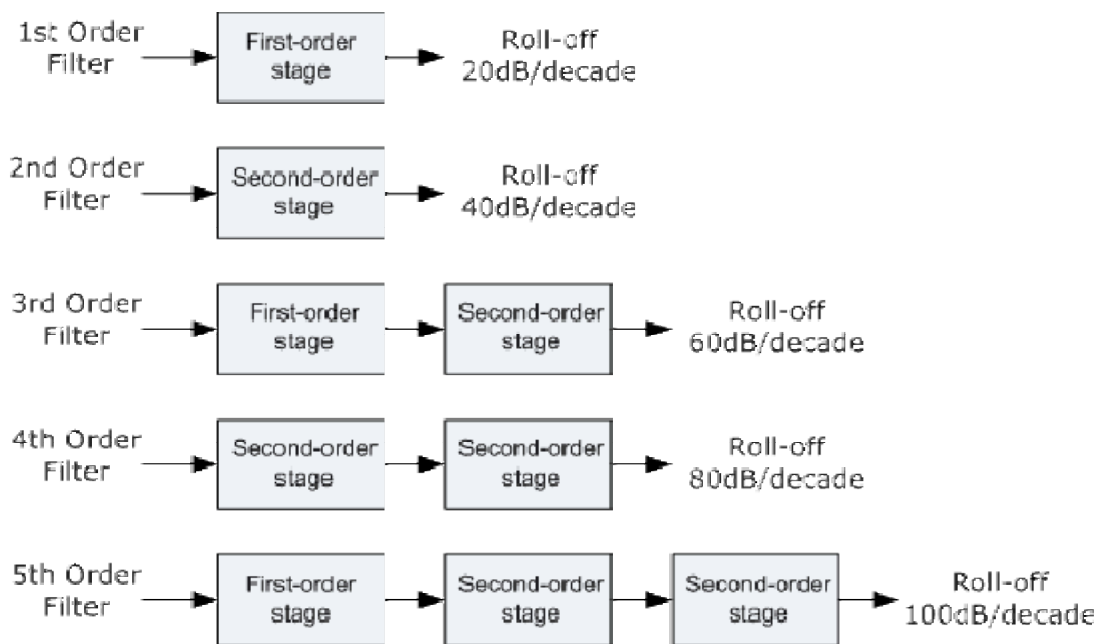 1st Order
Filter
First-order
stage
Roll-off
20dB/decade
2nd Order
Filter
Second-order
stage
Roll-off
40dB/decade
3rd Order
Filter
First-order
stage
Second-order
stage
Roll-off
60dB/decade
4th Order
Filter
Second-order
stage
Second-order
stage
Roll-off
80dB/decade
5th Order
Filter
First-order
stage
Second-order
stage
Second-order
stage
Roll-off
100dB/decade